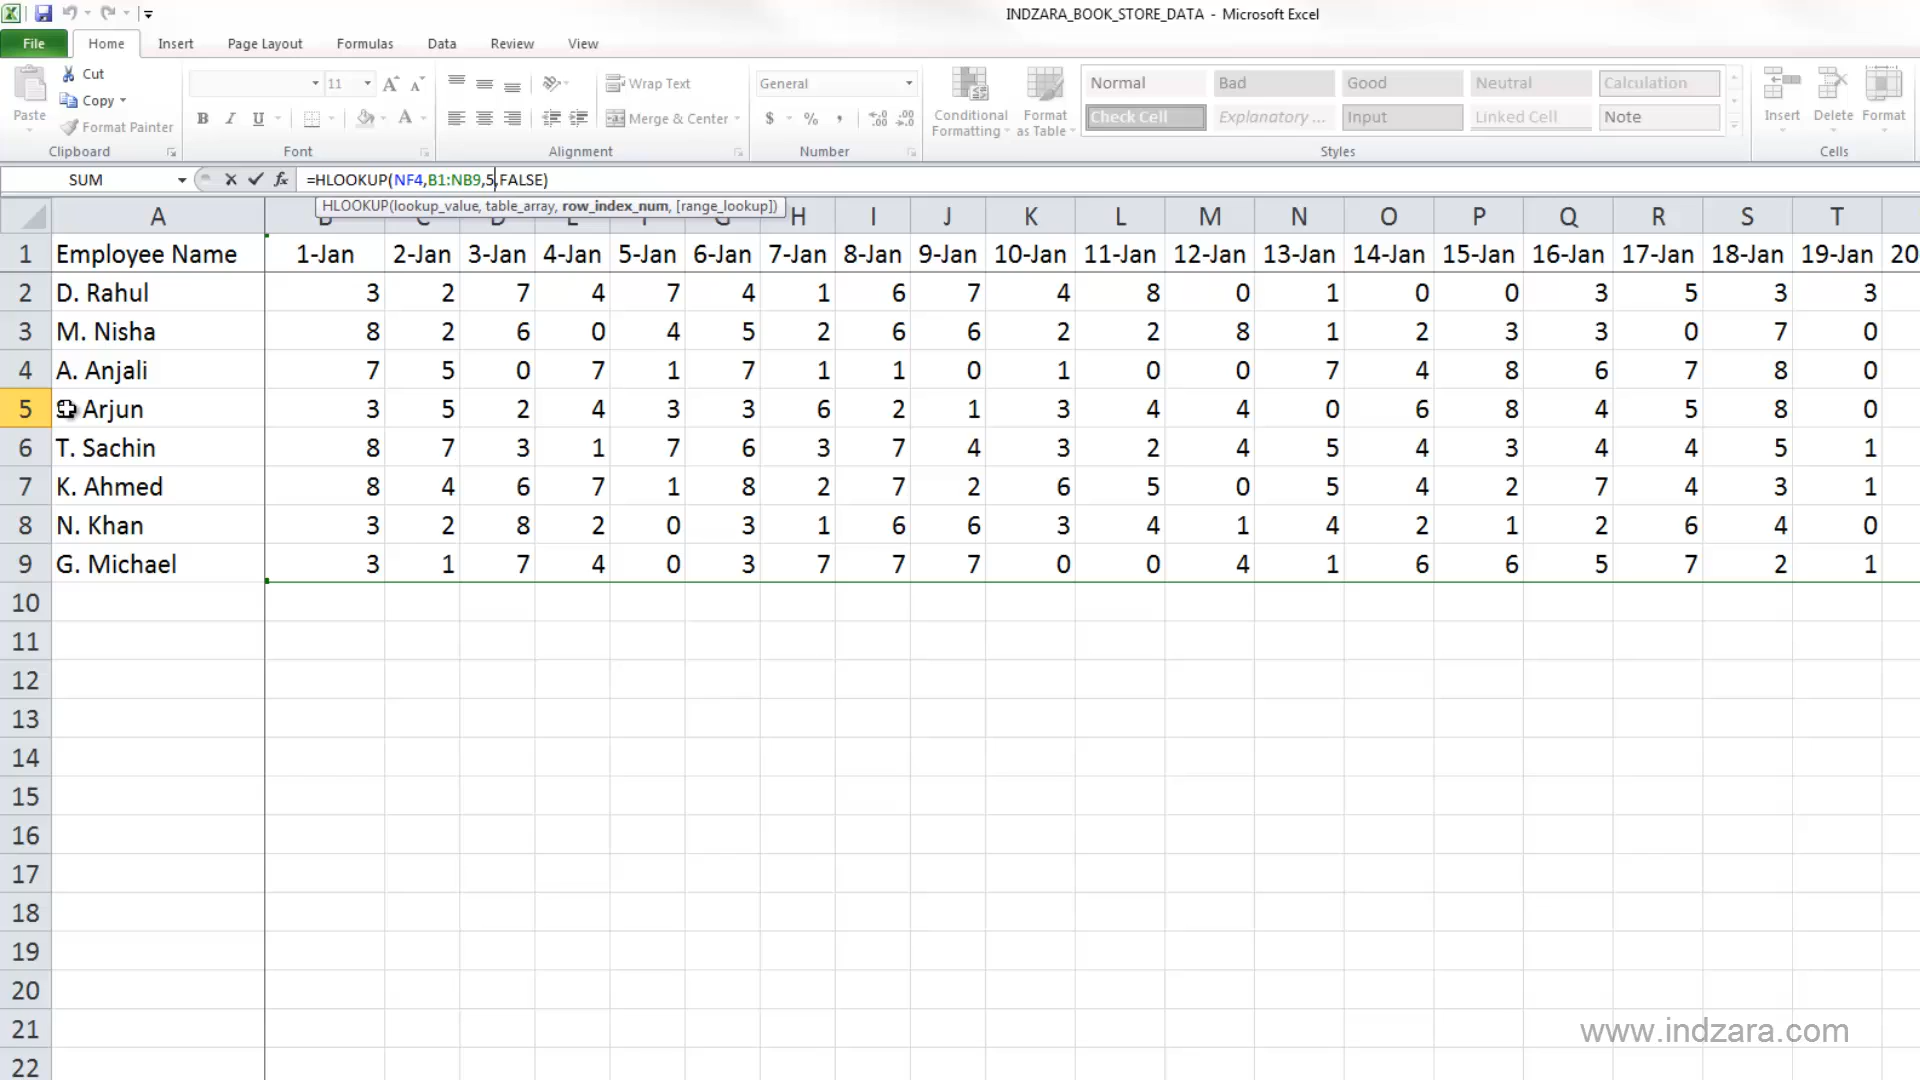 INDZARA_BOOK_STORE_DATA - Microsoft Excel
File Home Insert Page Layout Formulas Data Review View
Paste Cut Copy Format Painter
11
Wrap Text Merge & Center
General
$ % ,
Conditional Formatting Format as Table
Normal Bad Good Neutral Calculation
Check Cell Explanatory ... Input Linked Cell Note
Insert Delete Format
Clipboard Font Alignment Number Styles Cells
SUM =HLOOKUP(NF4,B1:NB9,5,FALSE)
HLOOKUP(lookup_value, table_array, row_index_num, [range_lookup])
A H I J K L M N O P Q R S T
1 Employee Name 1-Jan 2-Jan 3-Jan 4-Jan 5-Jan 6-Jan 7-Jan 8-Jan 9-Jan 10-Jan 11-Jan 12-Jan 13-Jan 14-Jan 15-Jan 16-Jan 17-Jan 18-Jan 19-Jan 20
2 D. Rahul 3 2 7 4 7 4 1 6 7 4 8 0 1 0 0 3 5 3 3
3 M. Nisha 8 2 6 0 4 5 2 6 6 2 2 8 1 2 3 3 0 7 0
4 A. Anjali 7 5 0 7 1 7 1 1 0 1 0 0 7 4 8 6 7 8 0
5 Arjun 3 5 2 4 3 3 6 2 1 3 4 4 0 6 8 4 5 8 0
6 T. Sachin 8 7 3 1 7 6 3 7 4 3 2 4 5 4 3 4 4 5 1
7 K. Ahmed 8 4 6 7 1 8 2 7 2 6 5 0 5 4 2 7 4 3 1
8 N. Khan 3 2 8 2 0 3 1 6 6 3 4 1 4 2 1 2 6 4 0
9 G. Michael 3 1 7 4 0 3 7 7 7 0 0 4 1 6 6 5 7 2 1
10
11
12
13
14
15
16
17
18
19
20
21
22
www.indzara.com